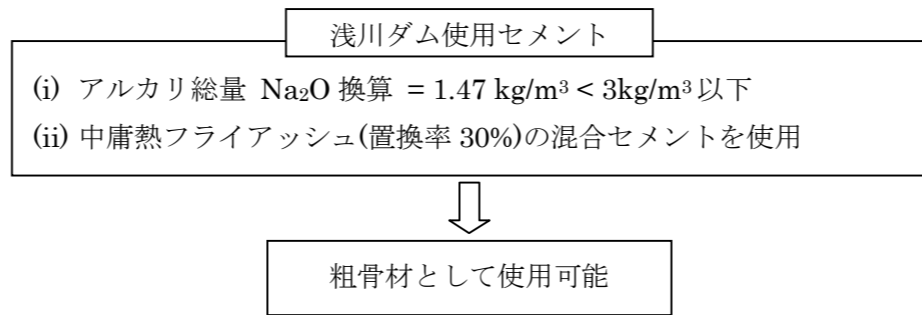 浅川ダム使用セメント
(i) アルカリ総量 Na₂O 換算 = 1.47 kg/m³ < 3kg/m³以下
(ii) 中庸熱フライアッシュ(置換率 30%)の混合セメントを使用
粗骨材として使用可能